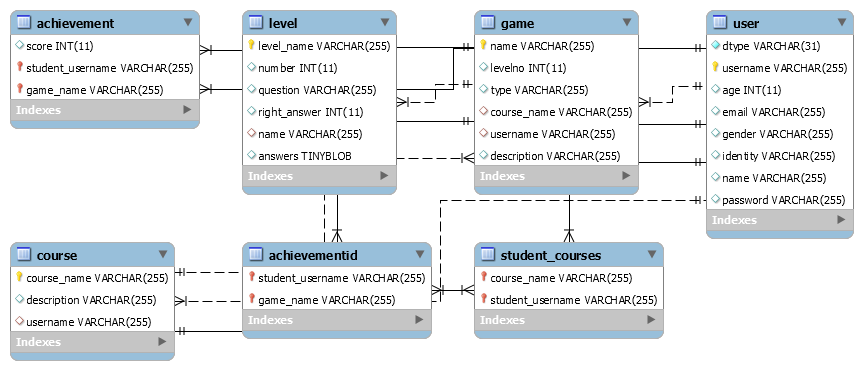 achievement
score INT(11)
student_username VARCHAR(255)
game_name VARCHAR(255)
Indexes
level
level_name VARCHAR(255)
number INT(11)
question VARCHAR(255)
right_answer INT(11)
name VARCHAR(255)
answers TINYBLOB
Indexes
game
name VARCHAR(255)
levelno INT(11)
type VARCHAR(255)
course_name VARCHAR(255)
username VARCHAR(255)
description VARCHAR(255)
Indexes
user
dtype VARCHAR(31)
username VARCHAR(255)
age INT(11)
email VARCHAR(255)
gender VARCHAR(255)
identity VARCHAR(255)
name VARCHAR(255)
password VARCHAR(255)
Indexes
course
course_name VARCHAR(255)
description VARCHAR(255)
username VARCHAR(255)
Indexes
achievementid
student_username VARCHAR(255)
game_name VARCHAR(255)
Indexes
student_courses
course_name VARCHAR(255)
student_username VARCHAR(255)
Indexes